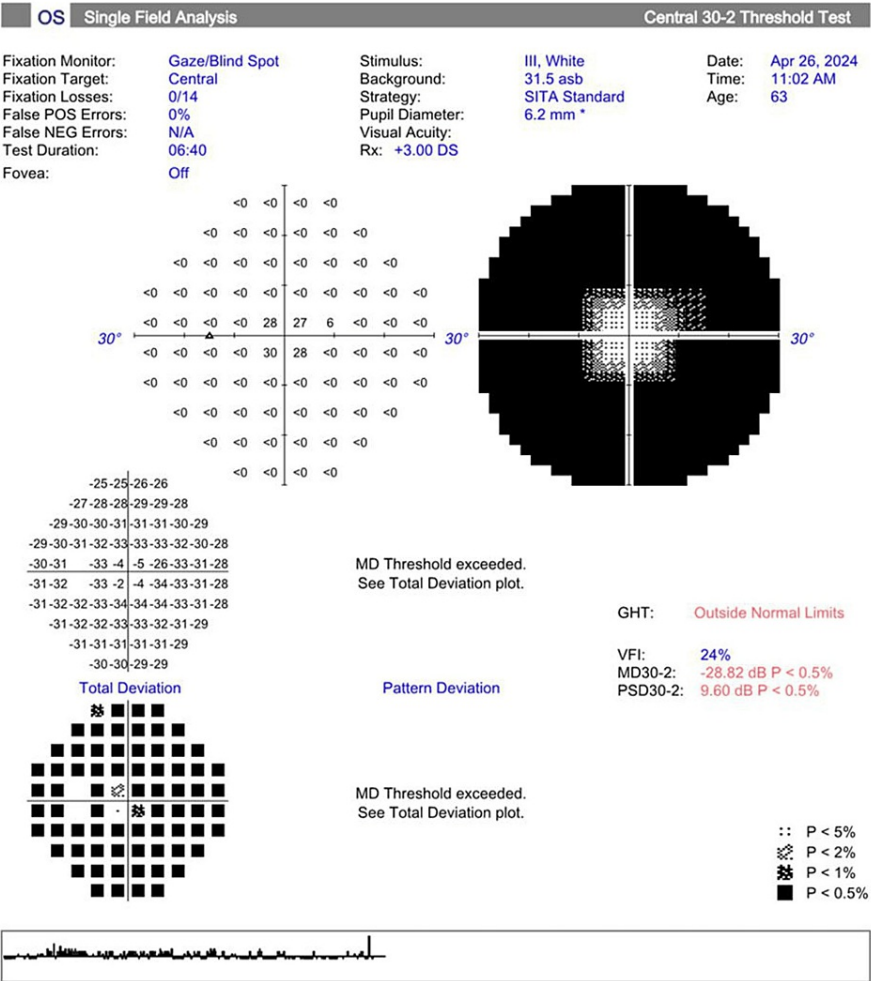 OS Single Field Analysis Central 30-2 Threshold Test
Fixation Monitor: Gaze/Blind Spot Stimulus: III, White Date: Apr 26, 2024
Fixation Target: Central Background: 31.5 asb Time: 11:02 AM
Fixation Losses: 0/14 Strategy: SITA Standard Age: 63
False POS Errors: 0% Pupil Diameter: 6.2 mm *
False NEG Errors: N/A Visual Acuity:
Test Duration: 06:40 Rx: +3.00 DS
Fovea: Off
<0 <0 <0 <0
<0 <0 <0 <0 <0 <0
<0 <0 <0 <0 <0 <0 <0 <0
<0 <0 <0 <0 <0 <0 <0 <0 <0 <0
<0 <0 <0 <0 28 27 6 <0 <0 <0
30° 30° 30°
<0 <0 <0 <0 30 28 <0 <0 <0 <0
<0 <0 <0 <0 <0 <0 <0 <0 <0 <0
<0 <0 <0 <0 <0 <0 <0 <0
<0 <0 <0 <0 <0 <0
<0 <0 <0 <0
-25 -25 -26 -26
-27 -28 -28 -29 -29 -28
-29 -30 -30 -31 -31 -31 -30 -29
-29 -30 -31 -32 -33 -33 -33 -32 -30 -28
-30 -31 -33 -4 -5 -26 -33 -31 -28 MD Threshold exceeded.
-31 -32 -33 -2 -4 -34 -33 -31 -28 See Total Deviation plot.
-31 -32 -32 -33 -34 -34 -34 -33 -31 -28
GHT: Outside Normal Limits
-31 -32 -32 -33 -33 -32 -31 -29
-31 -31 -31 -31 -31 -29
VFI: 24%
-30 -30 -29 -29
MD30-2: -28.82 dB P < 0.5%
Total Deviation Pattern Deviation PSD30-2: 9.60 dB P < 0.5%
MD Threshold exceeded.
See Total Deviation plot.
P < 5%
P < 2%
P < 1%
P < 0.5%